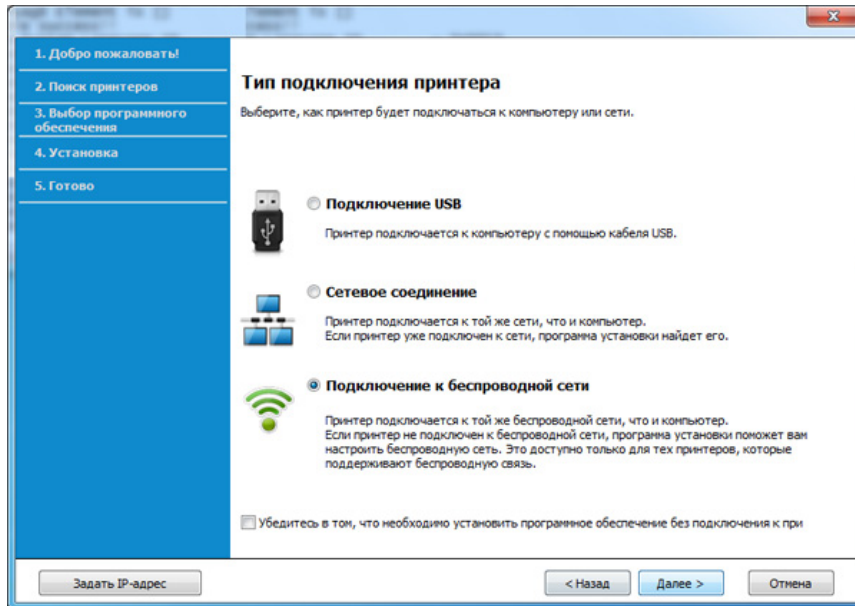 1. Добро пожаловать!
2. Поиск принтеров
3. Выбор программного
обеспечения
4. Установка
5. Готово
Тип подключения принтера
Выберите, как принтер будет подключаться к компьютеру или сети.
Подключение USB
Принтер подключается к компьютеру с помощью кабеля USB.
Сетевое соединение
Принтер подключается к той же сети, что и компьютер.
Если принтер уже подключен к сети, программа установки найдет его.
Подключение к беспроводной сети
Принтер подключается к той же беспроводной сети, что и компьютер.
Если принтер не подключен к беспроводной сети, программа установки поможет вам
настроить беспроводную сеть. Это доступно только для тех принтеров, которые
поддерживают беспроводную связь.
Убедитесь в том, что необходимо установить программное обеспечение без подключения к при
Задать IP-адрес
< Назад
Далее >
Отмена